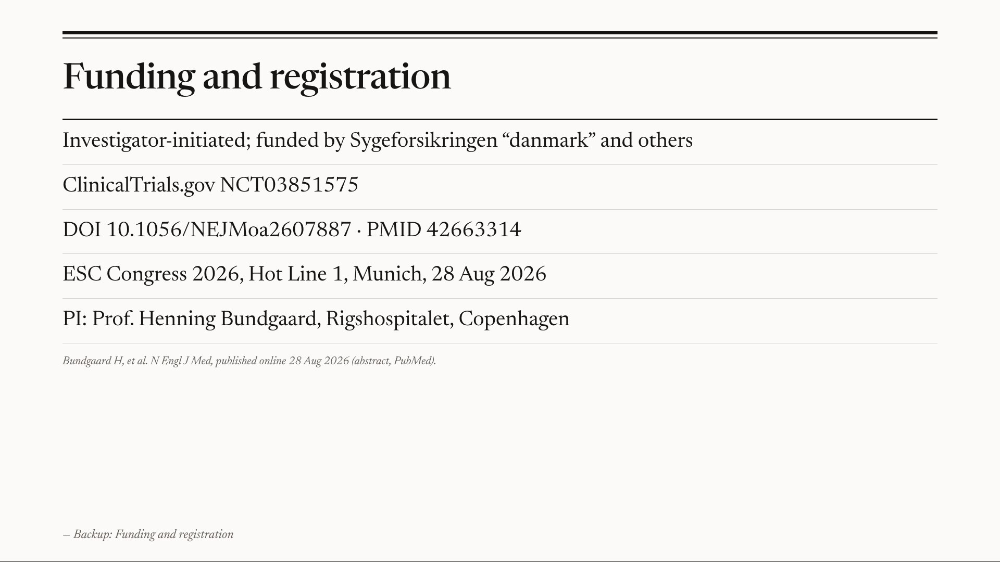 Funding and registration
Investigator-initiated; funded by Sygeforsikringen “danmark” and others
ClinicalTrials.gov NCT03851575
DOI 10.1056/NEJMoa2607887 · PMID 42663314
ESC Congress 2026, Hot Line 1, Munich, 28 Aug 2026
PI: Prof. Henning Bundgaard, Rigshospitalet, Copenhagen
Bundgaard H, et al. N Engl J Med, published online 28 Aug 2026 (abstract, PubMed).
– Backup: Funding and registration